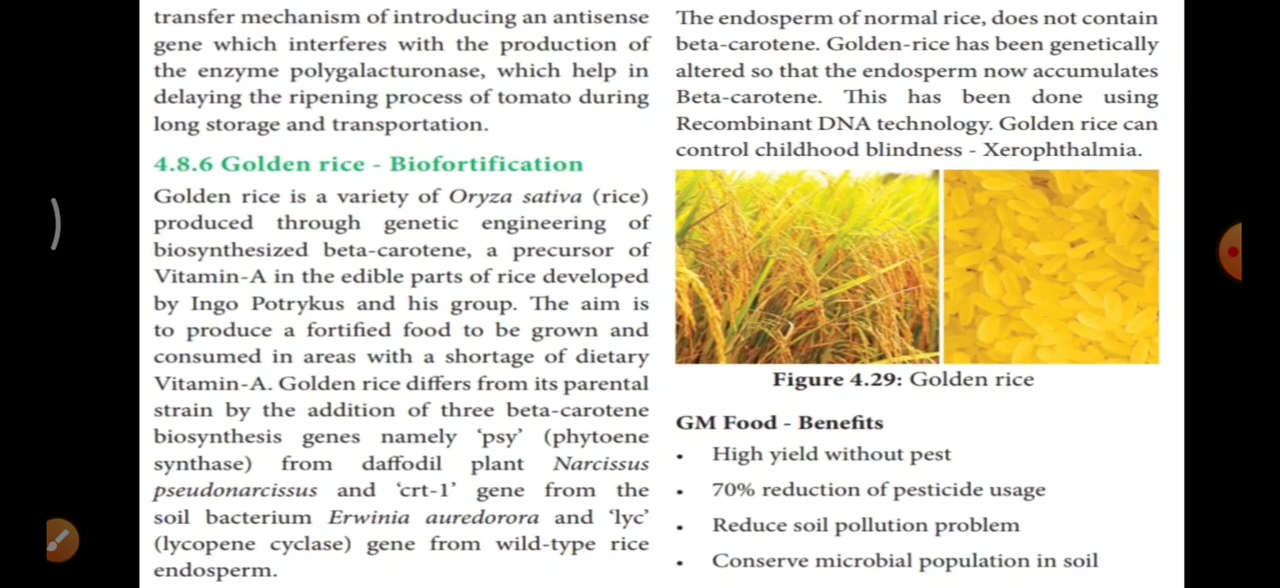 transfer mechanism of introducing an antisense
gene which interferes with the production of
the enzyme polygalacturonase, which help in
delaying the ripening process of tomato during
long storage and transportation.
4.8.6 Golden rice - Biofortification
Golden rice is a variety of Oryza sativa (rice)
produced through genetic engineering of
biosynthesized beta-carotene, a precursor of
Vitamin-A in the edible parts of rice developed
by Ingo Potrykus and his group. The aim is
to produce a fortified food to be grown and
consumed in areas with a shortage of dietary
Vitamin-A. Golden rice differs from its parental
strain by the addition of three beta-carotene
biosynthesis genes namely ‘psy’ (phytoene
synthase) from daffodil plant Narcissus
pseudonarcissus and ‘crt-1’ gene from the
soil bacterium Erwinia auredorora and ‘lyc’
(lycopene cyclase) gene from wild-type rice
endosperm.
The endosperm of normal rice, does not contain
beta-carotene. Golden-rice has been genetically
altered so that the endosperm now accumulates
Beta-carotene. This has been done using
Recombinant DNA technology. Golden rice can
control childhood blindness - Xerophthalmia.
Figure 4.29: Golden rice
GM Food - Benefits
• High yield without pest
• 70% reduction of pesticide usage
• Reduce soil pollution problem
• Conserve microbial population in soil